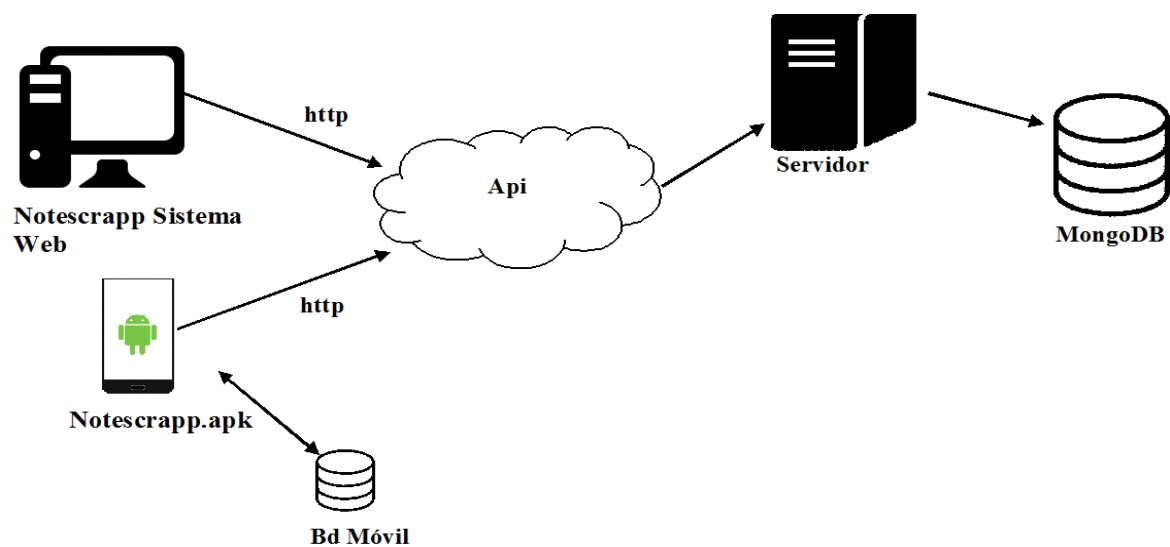 http
Api
Servidor
Notescrapp Sistema
Web
MongoDB
http
Notescrapp.apk
Bd Móvil